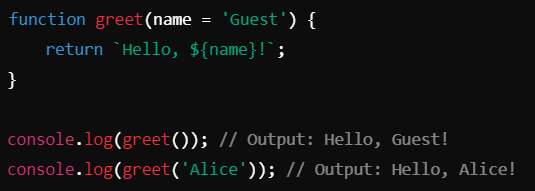 function greet(name = 'Guest') {
    return `Hello, ${name}!`;
}

console.log(greet()); // Output: Hello, Guest!
console.log(greet('Alice')); // Output: Hello, Alice!